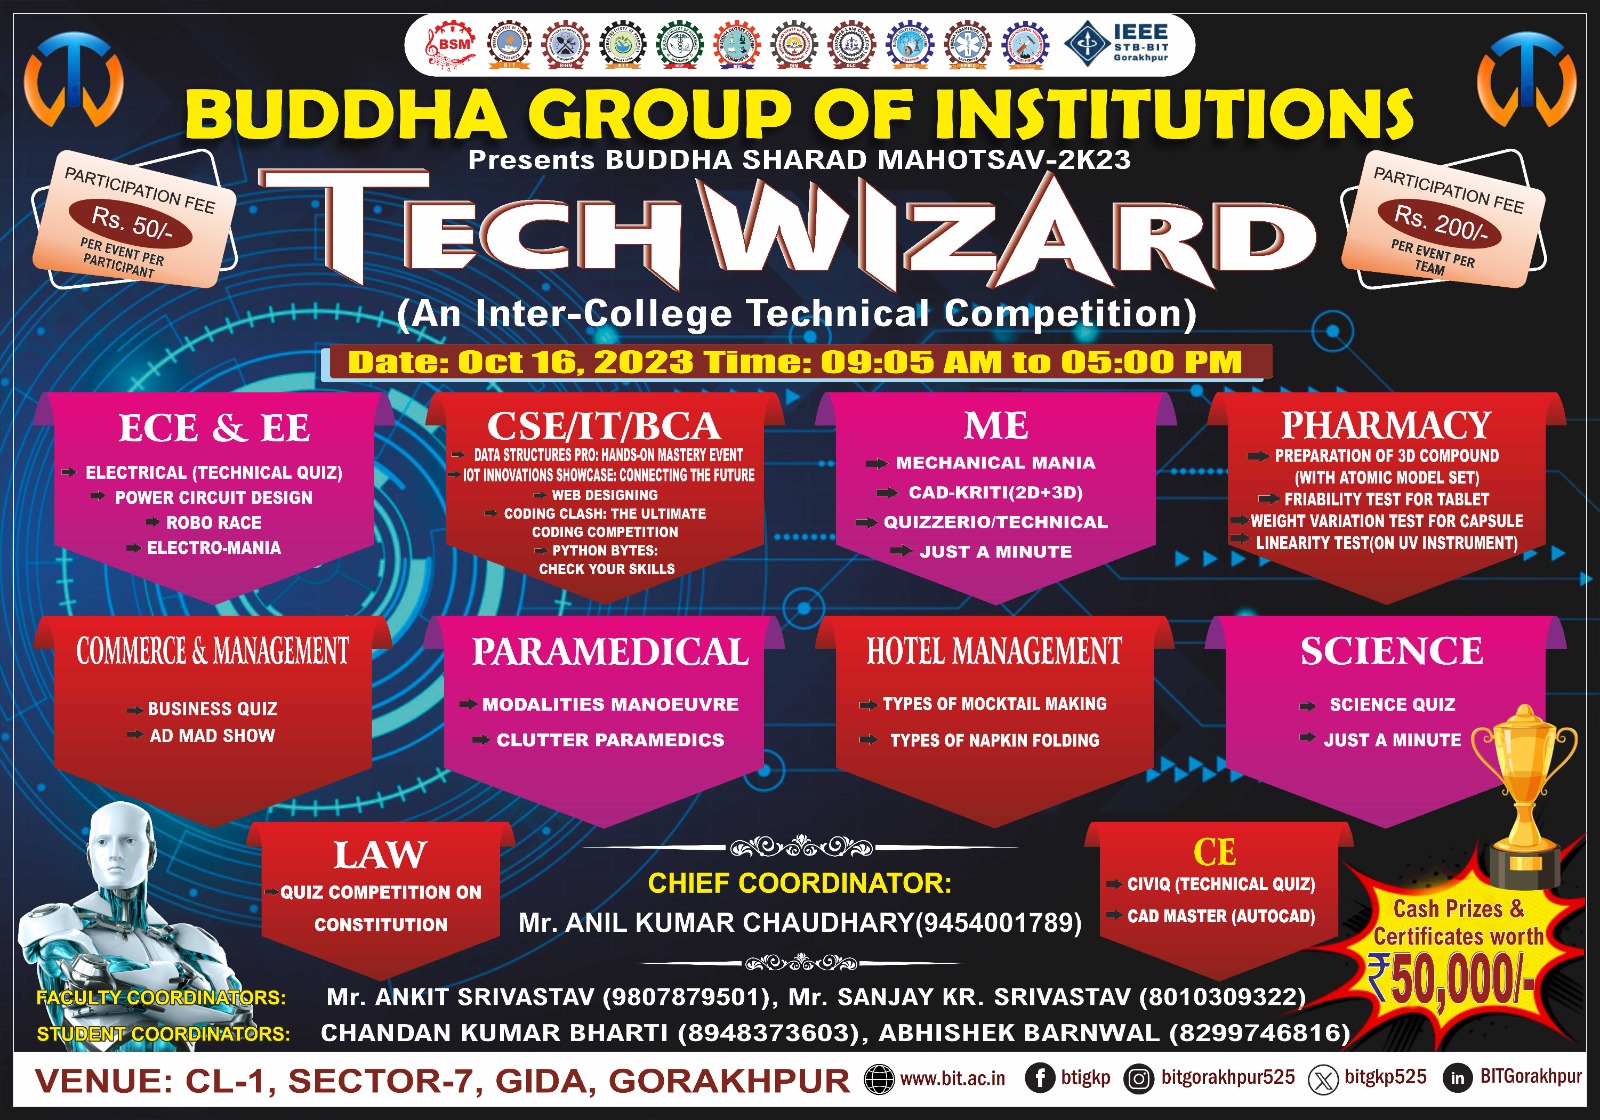 BSM
IEEE
STB-BIT
Gorakhpur
BUDDHA GROUP OF INSTITUTIONS
Presents BUDDHA SHARAD MAHOTSAV-2K23
TECH WIZARD
(An Inter-College Technical Competition)
PARTICIPATION FEE
Rs. 50/-
PER EVENT PER
PARTICIPANT
PARTICIPATION FEE
Rs. 200/-
PER EVENT PER
TEAM
Date: Oct 16, 2023 Time: 09:05 AM to 05:00 PM
ECE & EE
ELECTRICAL (TECHNICAL QUIZ)
POWER CIRCUIT DESIGN
ROBO RACE
ELECTRO-MANIA
CSE/IT/BCA
DATA STRUCTURES PRO: HANDS-ON MASTERY EVENT
IOT INNOVATIONS SHOWCASE: CONNECTING THE FUTURE
WEB DESIGNING
CODING CLASH: THE ULTIMATE
CODING COMPETITION
PYTHON BYTES:
CHECK YOUR SKILLS
ME
MECHANICAL MANIA
CAD-KRITI(2D+3D)
QUIZZERIO/TECHNICAL
JUST A MINUTE
PHARMACY
PREPARATION OF 3D COMPOUND
(WITH ATOMIC MODEL SET)
FRIABILITY TEST FOR TABLET
WEIGHT VARIATION TEST FOR CAPSULE
LINEARITY TEST(ON UV INSTRUMENT)
COMMERCE & MANAGEMENT
BUSINESS QUIZ
AD MAD SHOW
PARAMEDICAL
MODALITIES MANOEUVRE
CLUTTER PARAMEDICS
HOTEL MANAGEMENT
TYPES OF MOCKTAIL MAKING
TYPES OF NAPKIN FOLDING
SCIENCE
SCIENCE QUIZ
JUST A MINUTE
LAW
QUIZ COMPETITION ON
CONSTITUTION
CHIEF COORDINATOR:
Mr. ANIL KUMAR CHAUDHARY(9454001789)
CE
CIVIQ (TECHNICAL QUIZ)
CAD MASTER (AUTOCAD)
Cash Prizes &
Certificates worth
₹50,000/-
FACULTY COORDINATORS: Mr. ANKIT SRIVASTAV (9807879501), Mr. SANJAY KR. SRIVASTAV (8010309322)
STUDENT COORDINATORS: CHANDAN KUMAR BHARTI (8948373603), ABHISHEK BARNWAL (8299746816)
VENUE: CL-1, SECTOR-7, GIDA, GORAKHPUR www.bit.ac.in btigkp bitgorakhpur525 bitgkp525 BITGorakhpur